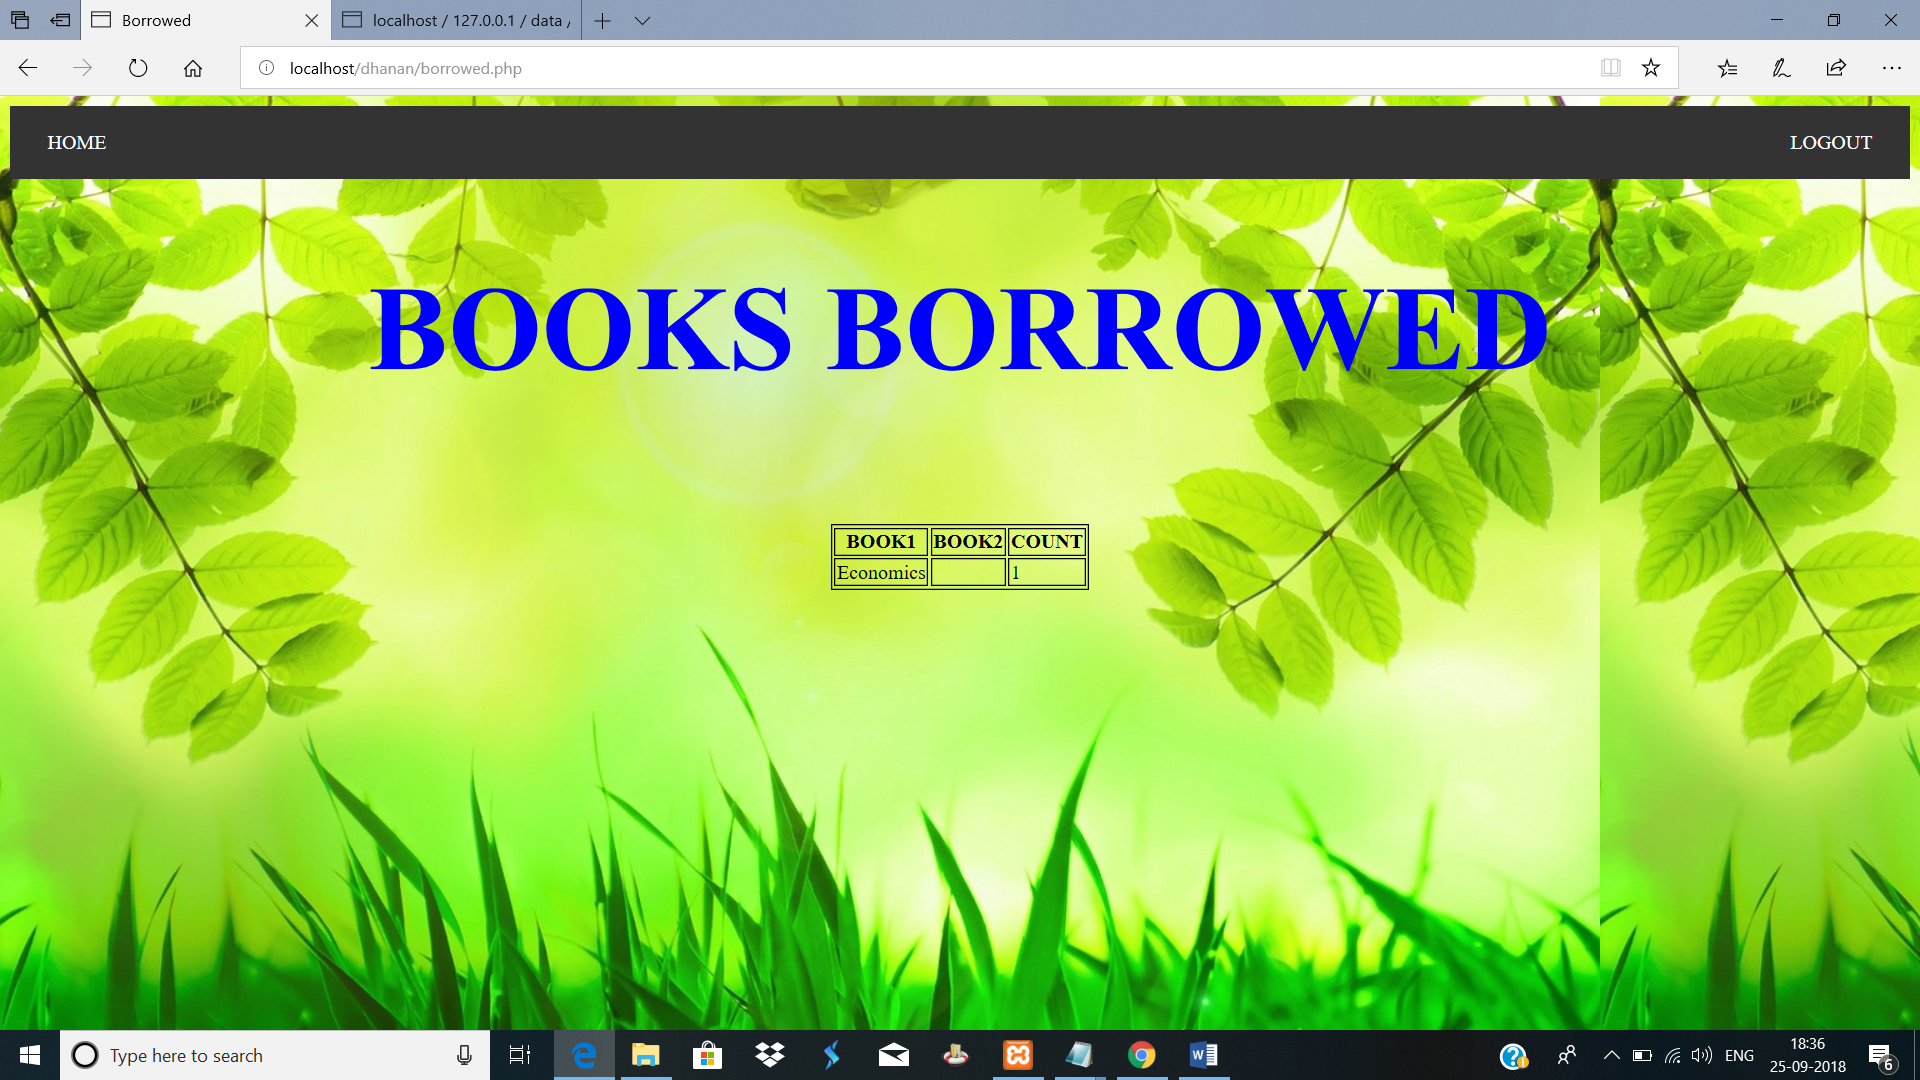 Borrowed
localhost / 127.0.0.1 / data /
localhost/dhanan/borrowed.php
HOME
LOGOUT
BOOKS BORROWED
BOOK1 BOOK2 COUNT
Economics 1
Type here to search
ENG
18:36
25-09-2018
6